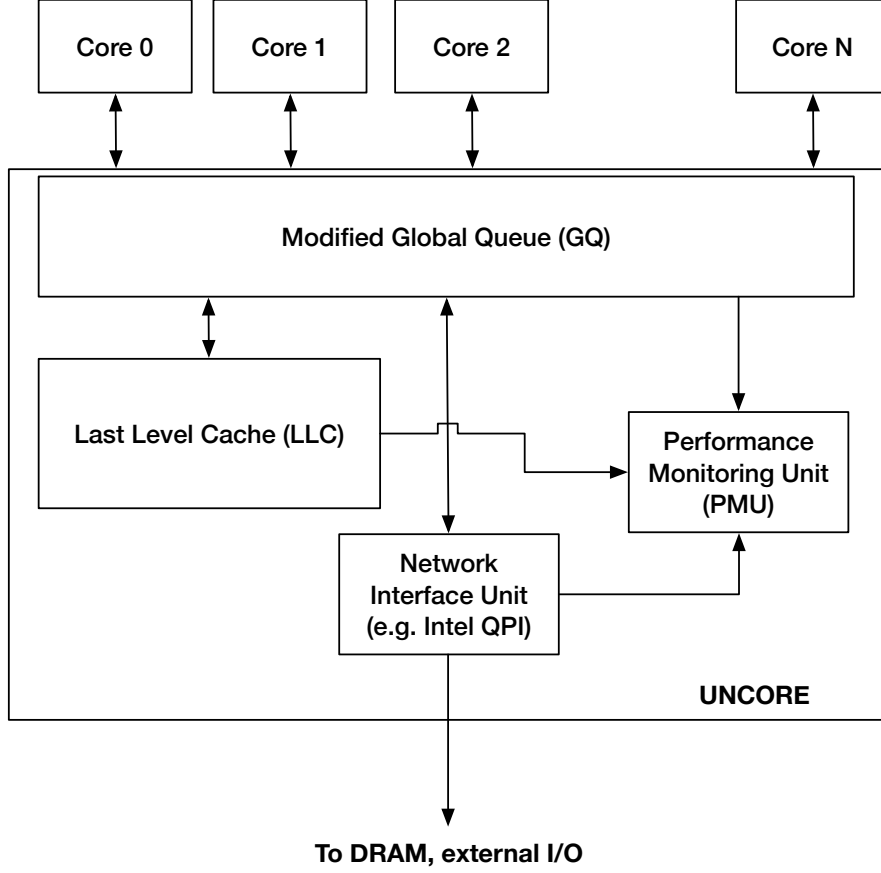 Core 0
Core 1
Core 2
Core N
Modified Global Queue (GQ)
Last Level Cache (LLC)
Performance
Monitoring Unit
(PMU)
Network
Interface Unit
(e.g. Intel QPI)
UNCORE
To DRAM, external I/O